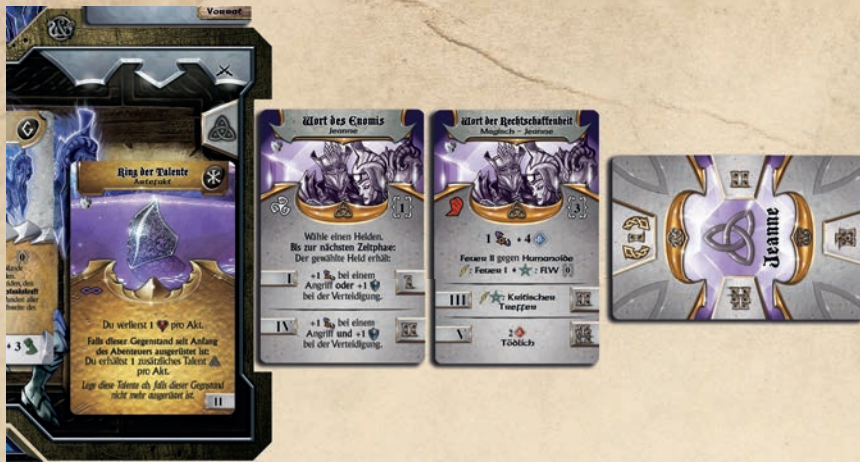 Vorrat
Ring der Talente
Artefakt
Du verlierst 1 pro Akt.
Falls dieser Gegenstand seit Anfang
des Abenteuers ausgerüstet ist:
Du erhältst 1 zusätzliches Talent
pro Akt.
Lege diese Talente ab, falls dieser Gegenstand
nicht mehr ausgerüstet ist.
II
+ 3
Wort des Enomis
Jeanne
1
Wähle einen Helden.
Bis zur nächsten Zeitphase:
Der gewählte Held erhält:
I
+1 bei einem
Angriff oder +1
bei der Verteidigung.
IV
+1 bei einem
Angriff und +1
bei der Verteidigung.
Wort der Rechtschaffenheit
Magisch – Jeanne
3
1 + 4
Feuer II gegen Humanoide
: Feuer I + : FLW 0
III
: Kritischer
Treffer
V
2
Tödlich
Jeanne